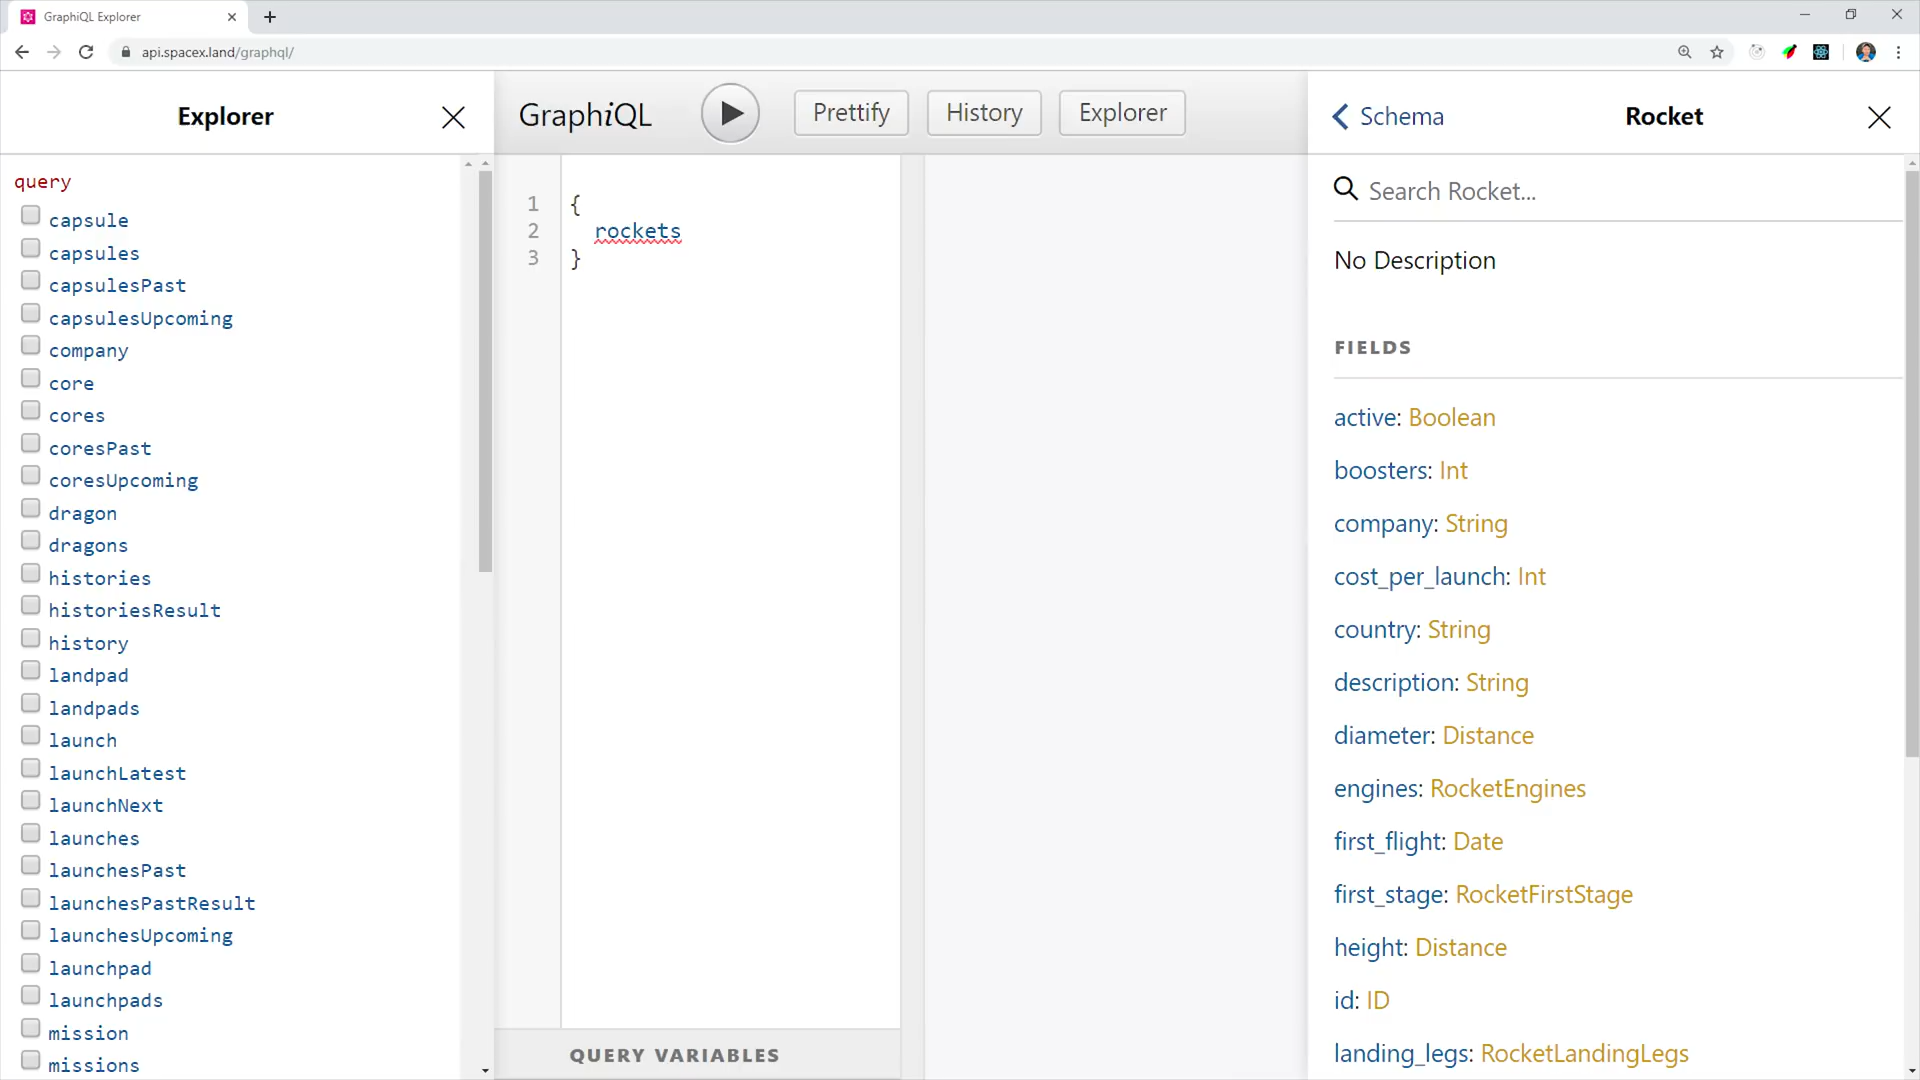 GraphiQL Explorer
api.spacex.land/graphql/
Explorer
query
capsule
capsules
capsulesPast
capsulesUpcoming
company
core
cores
coresPast
coresUpcoming
dragon
dragons
histories
historiesResult
history
landpad
landpads
launch
launchLatest
launchNext
launches
launchesPast
launchesPastResult
launchesUpcoming
launchpad
launchpads
mission
missions
GraphiQL
Prettify
History
Explorer
1 {
2 rockets
3 }
QUERY VARIABLES
Schema
Rocket
Search Rocket...
No Description
FIELDS
active: Boolean
boosters: Int
company: String
cost_per_launch: Int
country: String
description: String
diameter: Distance
engines: RocketEngines
first_flight: Date
first_stage: RocketFirstStage
height: Distance
id: ID
landing_legs: RocketLandingLegs